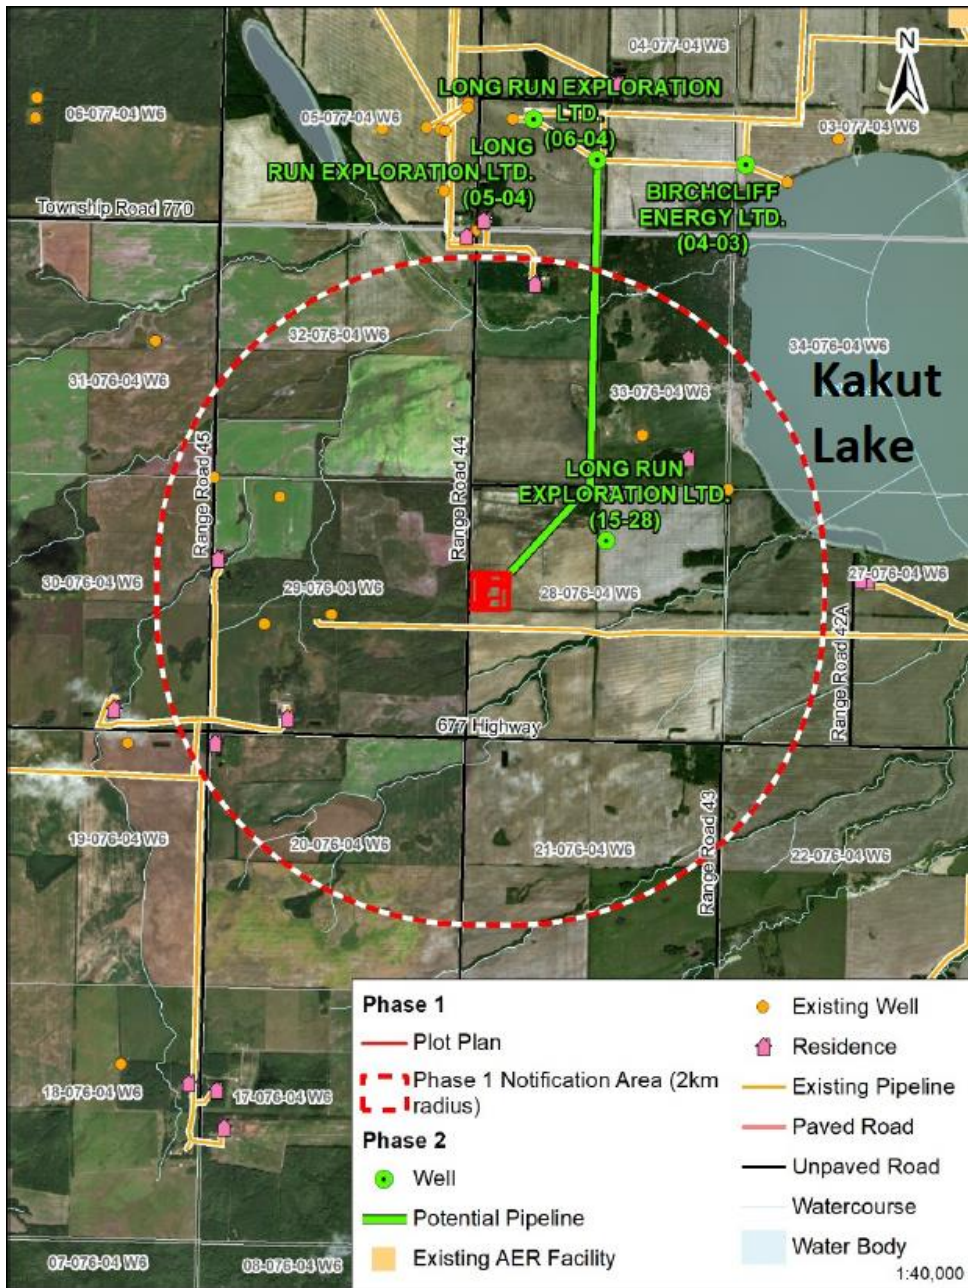 N
04-077-04 W6
LONG RUN EXPLORATION
LTD.
(06-04)
06-077-04 W6
05-077-04 W6
03-077-04 W6
LONG
RUN EXPLORATION LTD.
(05-04)
BIRCHCLIFF
ENERGY LTD.
(04-03)
Township Road 770
32-076-04 W6
34-076-04 W6
31-076-04 W6
33-076-04 W6
Kakut
Lake
Range Road 45
Range Road 44
LONG RUN
EXPLORATION LTD.
(15-28)
30-076-04 W6
29-076-04 W6
28-076-04 W6
27-076-04 W6
Range Road 42A
677 Highway
Range Road 43
19-076-04 W6
20-076-04 W6
21-076-04 W6
22-076-04 W6
18-076-04 W6
17-076-04 W6
07-076-04 W6
08-076-04 W6
Phase 1
Plot Plan
Phase 1 Notification Area (2km
radius)
Phase 2
Well
Potential Pipeline
Existing AER Facility
Existing Well
Residence
Existing Pipeline
Paved Road
Unpaved Road
Watercourse
Water Body
1:40,000